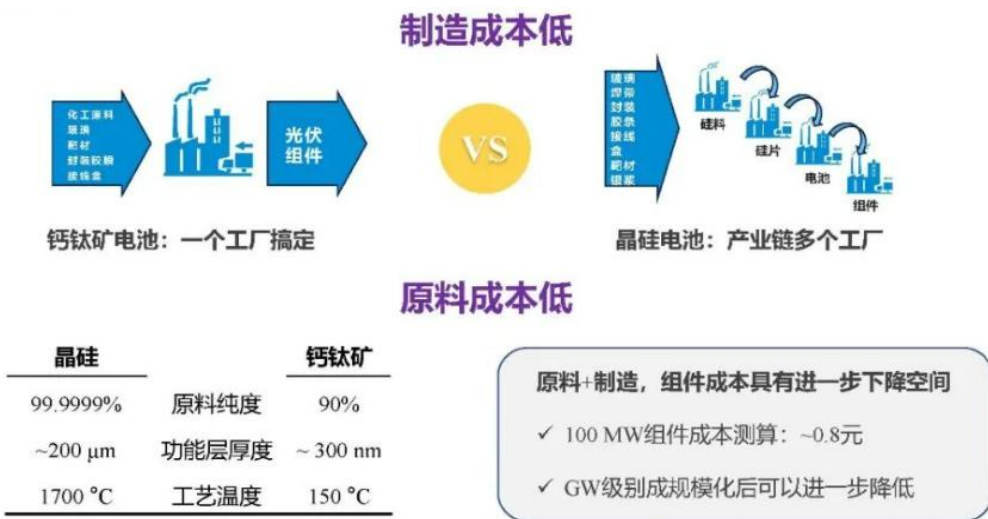 制造成本低
化工原料
玻璃
靶材
封装胶膜
接线盒
光伏
组件
VS
玻璃
焊带
封装
胶条
接线
盒
靶材
银浆
硅料
硅片
电池
组件
钙钛矿电池：一个工厂搞定
晶硅电池：产业链多个工厂
原料成本低
晶硅 钙钛矿
99.9999% 原料纯度 90%
~200 μm 功能层厚度 ~ 300 nm
1700 °C 工艺温度 150 °C
原料+制造，组件成本具有进一步下降空间
✓ 100 MW组件成本测算：~0.8元
✓ GW级别成规模化后可以进一步降低